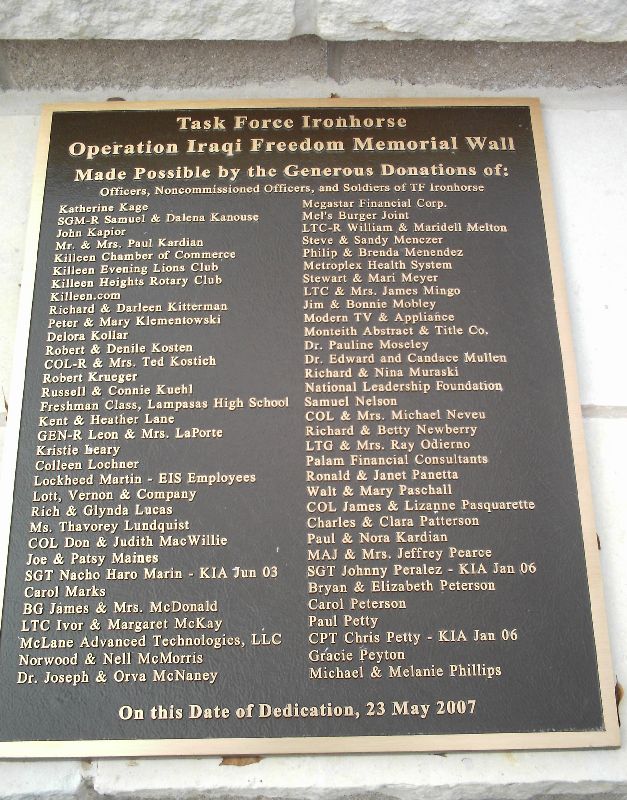 Task Force Ironhorse
Operation Iraqi Freedom Memorial Wall
Made Possible by the Generous Donations of:
Officers, Noncommissioned Officers, and Soldiers of TF Ironhorse
Katherine Kage
SGM-R Samuel & Dalena Kanouse
John Kapior
Mr. & Mrs. Paul Kardian
Killeen Chamber of Commerce
Killeen Evening Lions Club
Killeen Heights Rotary Club
Killeen.com
Richard & Darleen Kitterman
Peter & Mary Klementowski
Delora Kollar
Robert & Denile Kosten
COL-R & Mrs. Ted Kostich
Robert Krueger
Russell & Connie Kuehl
Freshman Class, Lampasas High School
Kent & Heather Lane
GEN-R Leon & Mrs. LaPorte
Kristie Leary
Colleen Lochner
Lockheed Martin - EIS Employees
Lott, Vernon & Company
Rich & Glynda Lucas
Ms. Thavorey Lundquist
COL Don & Judith MacWillie
Joe & Patsy Maines
SGT Nacho Haro Marin - KIA Jun 03
Carol Marks
BG James & Mrs. McDonald
LTC Ivor & Margaret McKay
McLane Advanced Technologies, LLC
Norwood & Nell McMorris
Dr. Joseph & Orva McNaney
Megastar Financial Corp.
Mel's Burger Joint
LTC-R William & Maridell Melton
Steve & Sandy Menczer
Philip & Brenda Menendez
Metroplex Health System
Stewart & Mari Meyer
LTC & Mrs. James Mingo
Jim & Bonnie Mobley
Modern TV & Appliance
Monteith Abstract & Title Co.
Dr. Pauline Moseley
Dr. Edward and Candace Mullen
Richard & Nina Muraski
National Leadership Foundation
Samuel Nelson
COL & Mrs. Michael Neveu
Richard & Betty Newberry
LTG & Mrs. Ray Odierno
Palam Financial Consultants
Ronald & Janet Panetta
Walt & Mary Paschall
COL James & Lizanne Pasquarette
Charles & Clara Patterson
Paul & Nora Kardian
MAJ & Mrs. Jeffrey Pearce
SGT Johnny Peralez - KIA Jan 06
Bryan & Elizabeth Peterson
Carol Peterson
Paul Petty
CPT Chris Petty - KIA Jan 06
Gracie Peyton
Michael & Melanie Phillips
On this Date of Dedication, 23 May 2007